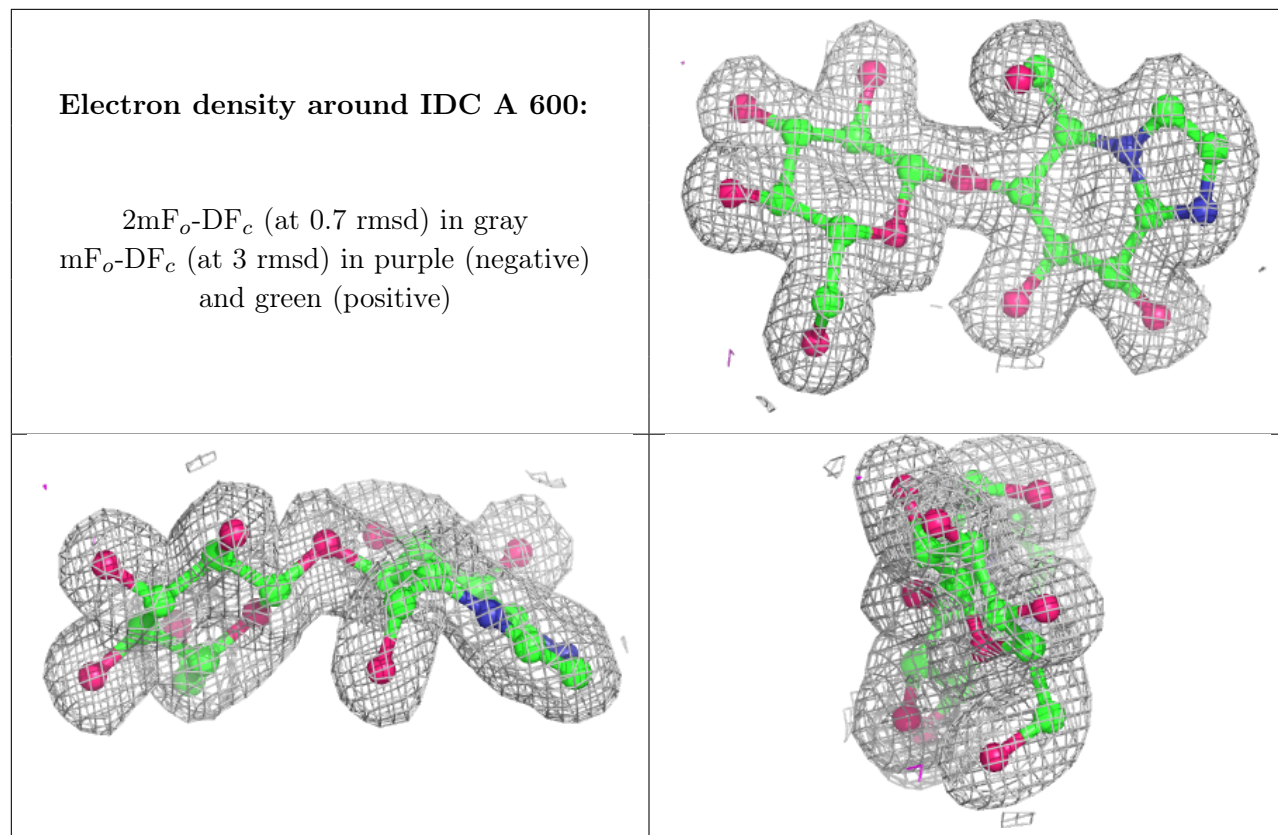 Electron density around IDC A 600:
2mFo-DFc (at 0.7 rmsd) in gray
mFo-DFc (at 3 rmsd) in purple (negative)
and green (positive)